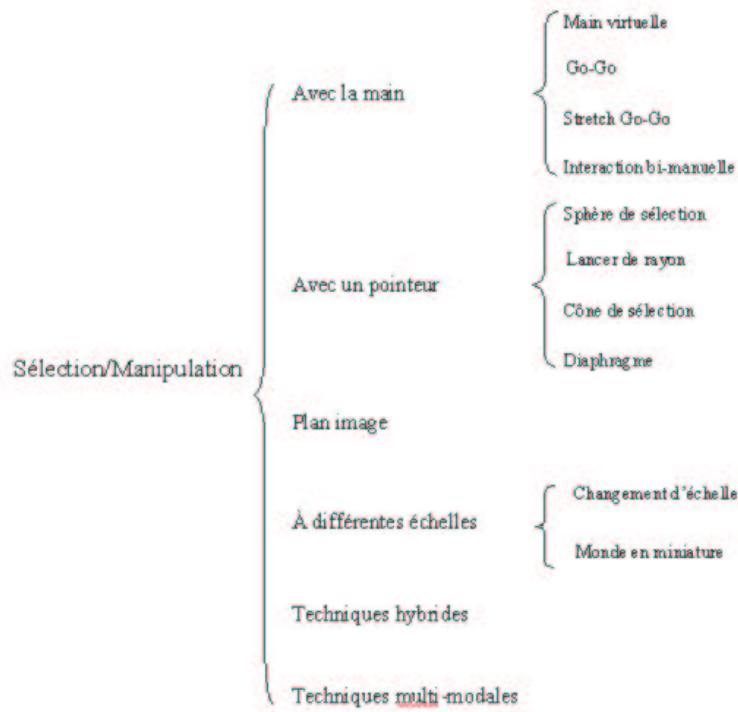 Sélection/Manipulation
Avec la main
Main virtuelle
Go-Go
Stretch Go-Go
Interaction bi-manuelle
Avec un pointeur
Sphère de sélection
Lancer de rayon
Cône de sélection
Diaphragme
Plan image
À différentes échelles
Changement d'échelle
Monde en miniature
Techniques hybrides
Techniques multi-modales